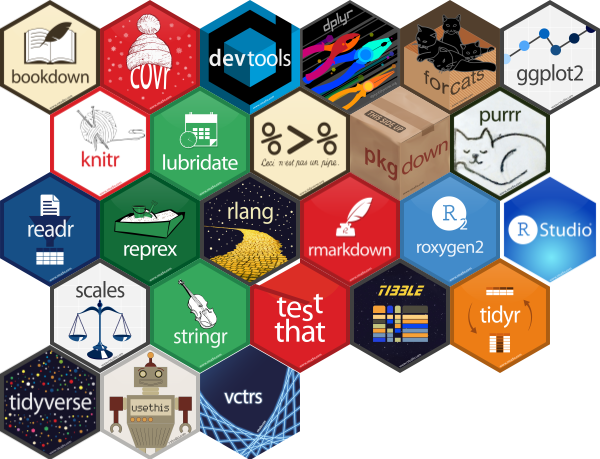 bookdown
covr
devtools
dplyr
forcats
ggplot2
knitr
lubridate
%>%
Ceci n'est pas un pipe.
THIS SIDE UP
pkgdown
purrr
readr
reprex
rlang
rmarkdown
R2
roxygen2
R Studio
scales
stringr
test
that
TIBBLE
tidyr
tidyverse
usethis
vctrs